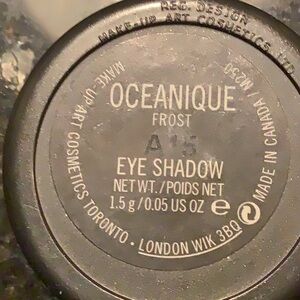 REG. DESIGN
MAKE-UP ART COSMETICS LTD
MAKE-UP ART COSMETICS TORONTO • LONDON W1K 3BQ
MADE IN CANADA / M250
OCEANIQUE
FROST
A15
EYE SHADOW
NET WT./POIDS NET
1.5 g / 0.05 US OZ ℮